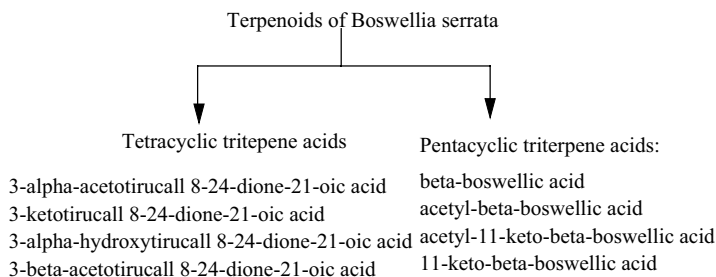 Terpenoids of Boswellia serrata
Tetracyclic tritepene acids
3-alpha-acetotirucall 8-24-dione-21-oic acid
3-ketotirucall 8-24-dione-21-oic acid
3-alpha-hydroxytirucall 8-24-dione-21-oic acid
3-beta-acetotirucall 8-24-dione-21-oic acid
Pentacyclic triterpene acids:
beta-boswellic acid
acetyl-beta-boswellic acid
acetyl-11-keto-beta-boswellic acid
11-keto-beta-boswellic acid